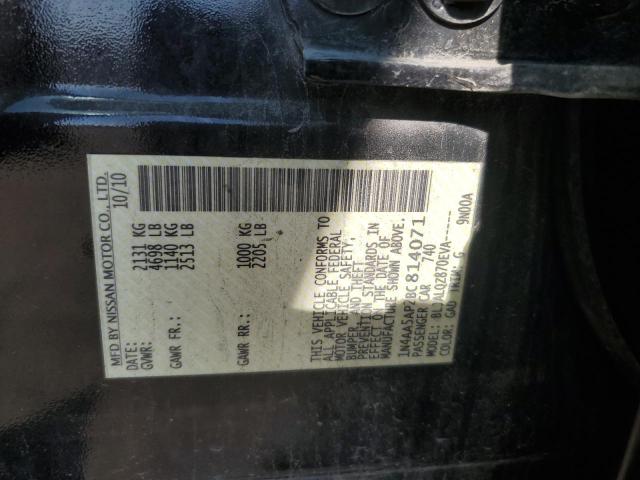 MFD BY NISSAN MOTOR CO., LTD.
DATE: 10/10
GVWR: 2131 KG
4698 LB
GAWR FR: 1140 KG
2513 LB
GAWR RR: 1000 KG
2205 LB
THIS VEHICLE CONFORMS TO
ALL APPLICABLE FEDERAL
MOTOR VEHICLE SAFETY,
BUMPER, AND THEFT
PREVENTION STANDARDS IN
EFFECT ON THE DATE OF
MANUFACTURE SHOWN ABOVE.
1N4AA5AP2BC814071
PASSENGER CAR 740
MODEL: ALQZ870EVA-----
COLOR: GAD TRIM: G 9N00A